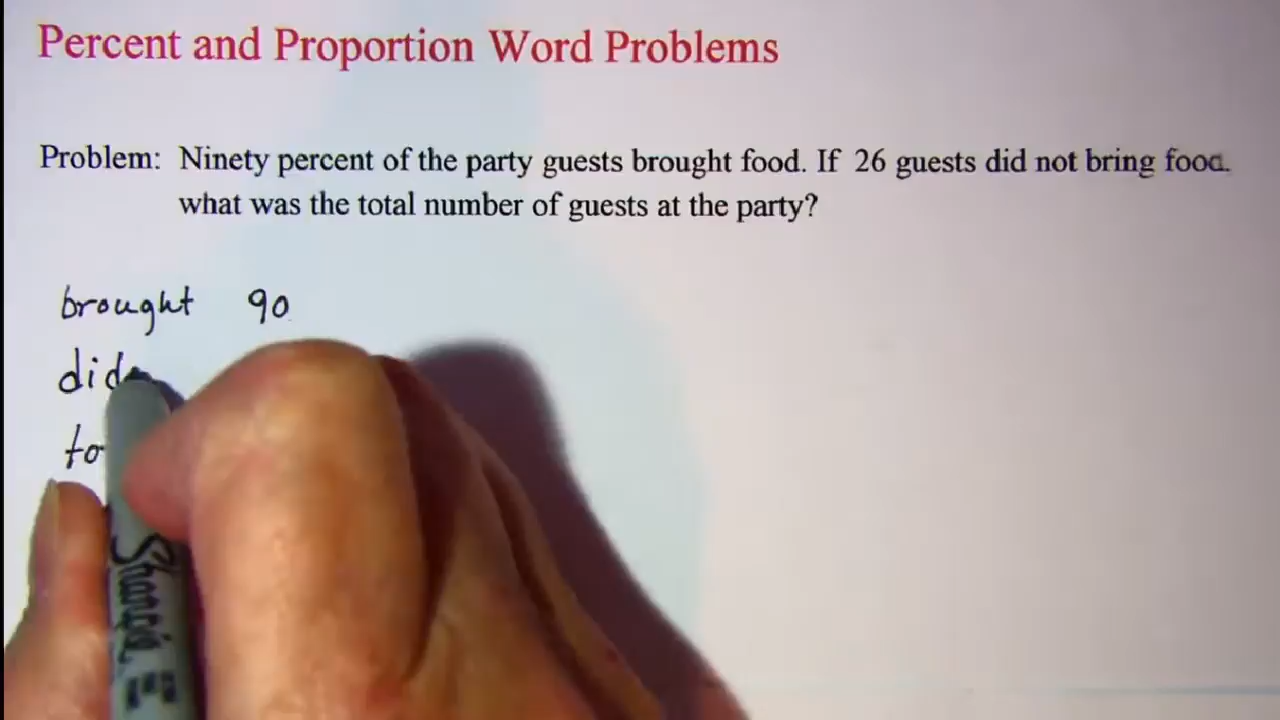 Percent and Proportion Word Problems
Problem: Ninety percent of the party guests brought food. If 26 guests did not bring food.
what was the total number of guests at the party?
brought 90
did
to
Sharpie